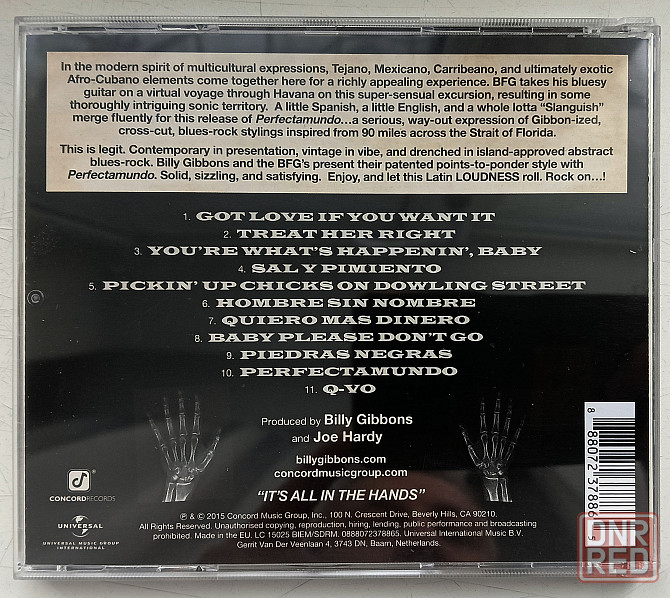 In the modern spirit of multicultural expressions, Tejano, Mexicano, Carribeano, and ultimately exotic
Afro-Cubano elements come together here for a richly appealing experience. BFG takes his bluesy
guitar on a virtual voyage through Havana on this super-sensual excursion, resulting in some
thoroughly intriguing sonic territory. A little Spanish, a little English, and a whole lotta “Slanguish”
merge fluently for this release of Perfectamundo...a serious, way-out expression of Gibbon-ized,
cross-cut, blues-rock stylings inspired from 90 miles across the Strait of Florida.
This is legit. Contemporary in presentation, vintage in vibe, and drenched in island-approved abstract
blues-rock. Billy Gibbons and the BFG's present their patented points-to-ponder style with
Perfectamundo. Solid, sizzling, and satisfying. Enjoy, and let this Latin LOUDNESS roll. Rock on...!
1. GOT LOVE IF YOU WANT IT
2. TREAT HER RIGHT
3. YOU'RE WHAT'S HAPPENIN', BABY
4. SAL Y PIMIENTO
5. PICKIN' UP CHICKS ON DOWLING STREET
6. HOMBRE SIN NOMBRE
7. QUIERO MAS DINERO
8. BABY PLEASE DON'T GO
9. PIEDRAS NEGRAS
10. PERFECTAMUNDO
11. Q-VO
Produced by Billy Gibbons
and Joe Hardy
billygibbons.com
concordmusicgroup.com
“IT'S ALL IN THE HANDS”
CONCORD RECORDS
UNIVERSAL
UNIVERSAL MUSIC GROUP
INTERNATIONAL
℗ & © 2015 Concord Music Group, Inc., 100 N. Crescent Drive, Beverly Hills, CA 90210.
All Rights Reserved. Unauthorised copying, reproduction, hiring, lending, public performance and broadcasting
prohibited. Made in the EU. LC 15025 BIEM/SDRM. 0888072378865. Universal International Music B.V.
Gerrit Van Der Veenlaan 4, 3743 DN, Baarn, Netherlands.
8 88072 37886 5
UNR
RED